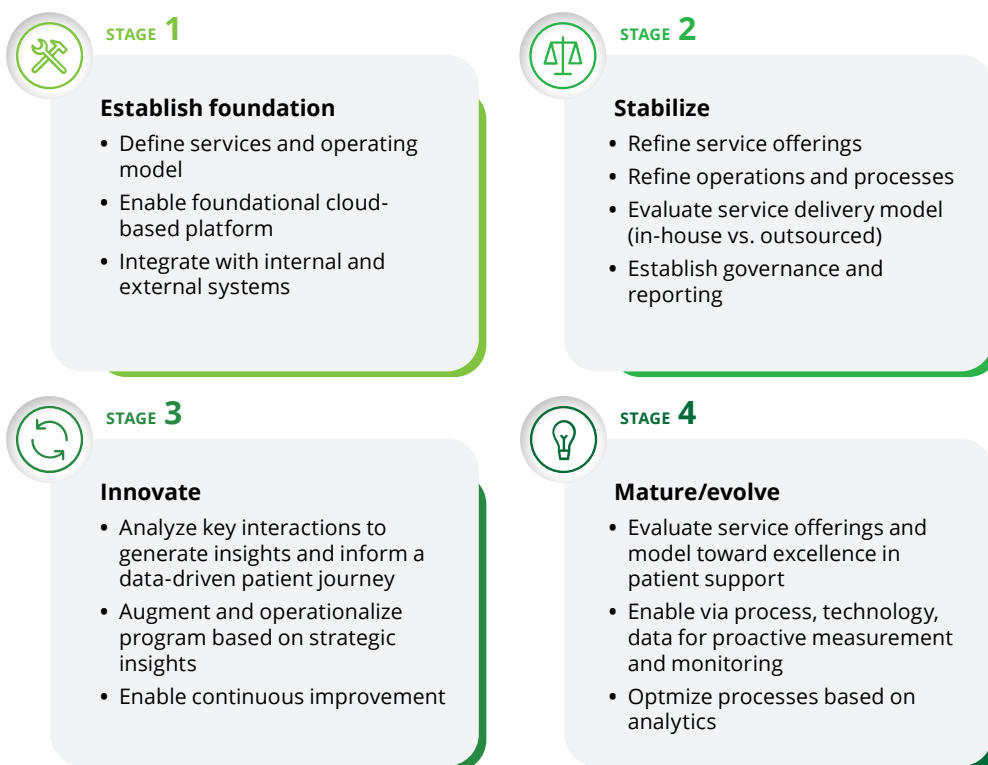 STAGE 1
Establish foundation
• Define services and operating
model
• Enable foundational cloud-
based platform
• Integrate with internal and
external systems
STAGE 2
Stabilize
• Refine service offerings
• Refine operations and processes
• Evaluate service delivery model
(in-house vs. outsourced)
• Establish governance and
reporting
STAGE 3
Innovate
• Analyze key interactions to
generate insights and inform a
data-driven patient journey
• Augment and operationalize
program based on strategic
insights
• Enable continuous improvement
STAGE 4
Mature/evolve
• Evaluate service offerings and
model toward excellence in
patient support
• Enable via process, technology,
data for proactive measurement
and monitoring
• Optmize processes based on
analytics